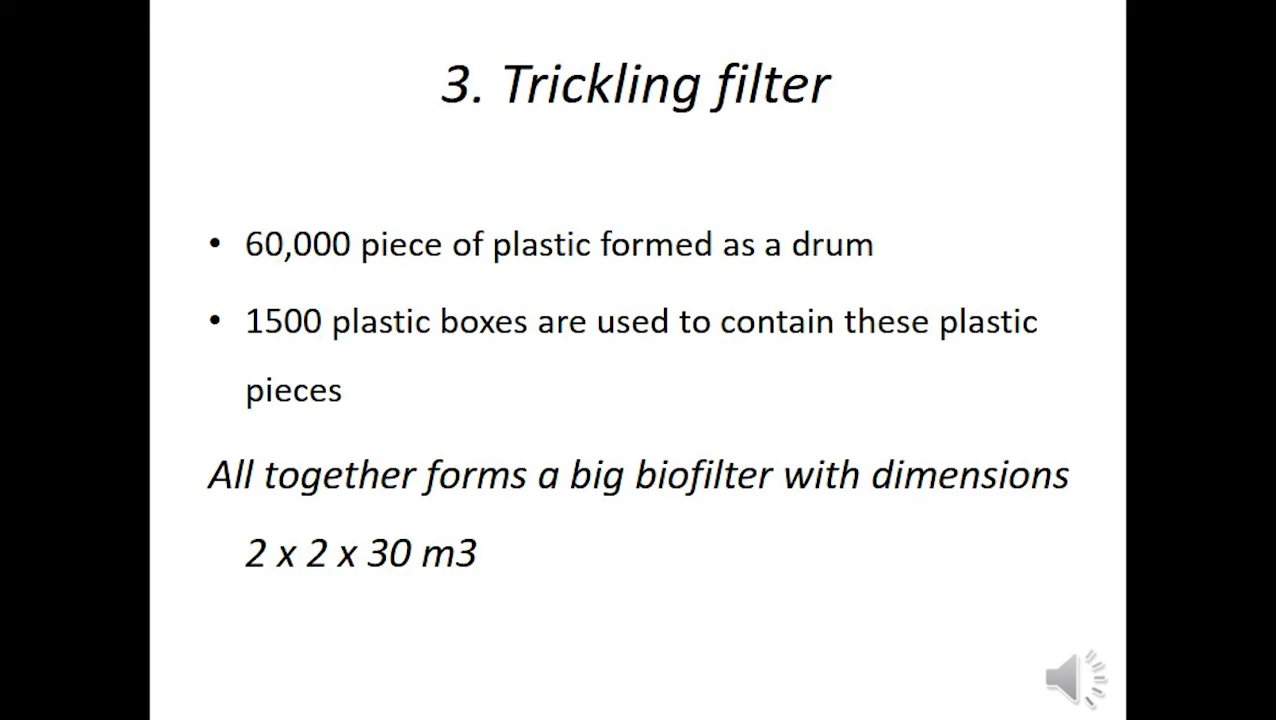 3. Trickling filter
• 60,000 piece of plastic formed as a drum
• 1500 plastic boxes are used to contain these plastic
pieces
All together forms a big biofilter with dimensions
2 x 2 x 30 m3